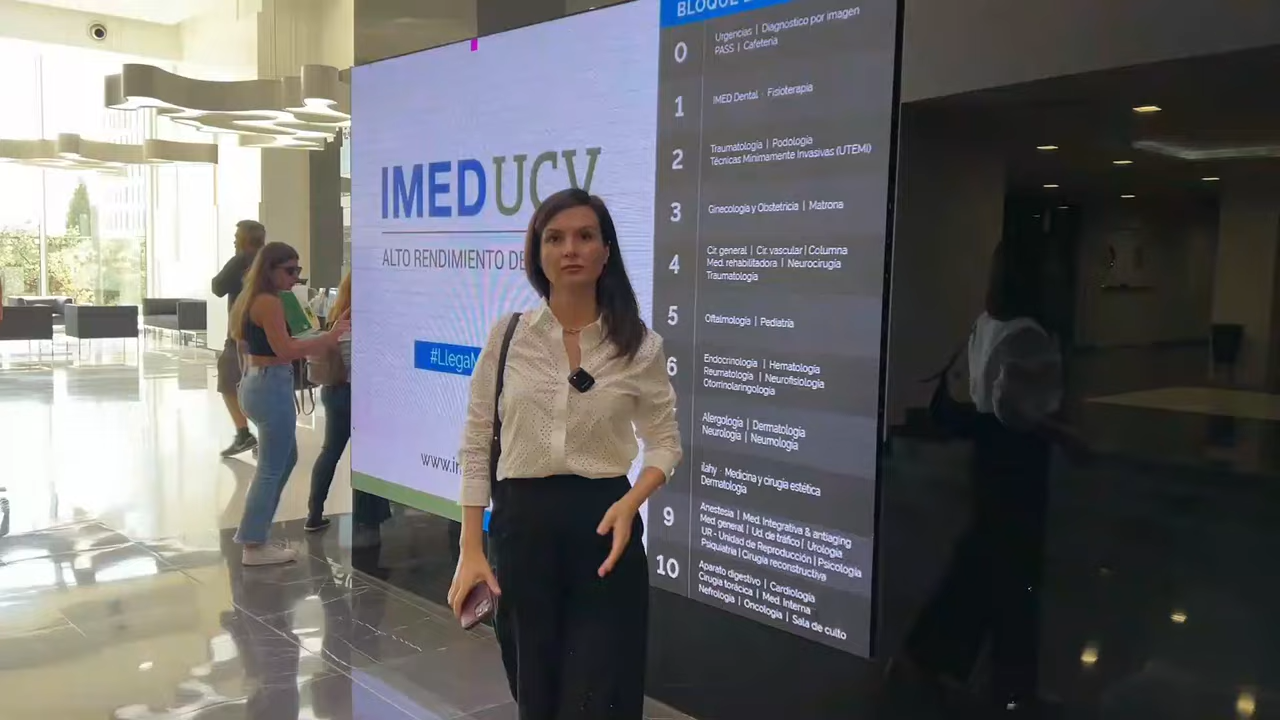 IMED UCV
ALTO RENDIMIENTO DE
#Llega
www.i
BLOQUE
0
Urgencias | Diagnóstico por imagen
PASS | Cafetería
1
IMED Dental · Fisioterapia
2
Traumatología | Podología
Técnicas Mínimamente Invasivas (UTEMI)
3
Ginecología y Obstetricia | Matrona
4
Cir. general | Cir. vascular | Columna
Med. rehabilitadora | Neurocirugía
Traumatología
5
Oftalmología | Pediatría
6
Endocrinología | Hematología
Reumatología | Neurofisiología
Otorrinolaringología
Alergología | Dermatología
Neurología | Neumología
ilahy · Medicina y cirugía estética
Dermatología
9
Anestesia | Med. Integrativa & antiaging
Med. general | Ud. de tráfico | Urología
UR - Unidad de Reproducción | Psicología
Psiquiatría | Cirugía reconstructiva
10
Aparato digestivo | Cardiología
Cirugía torácica | Med. Interna
Nefrología | Oncología | Sala de culto